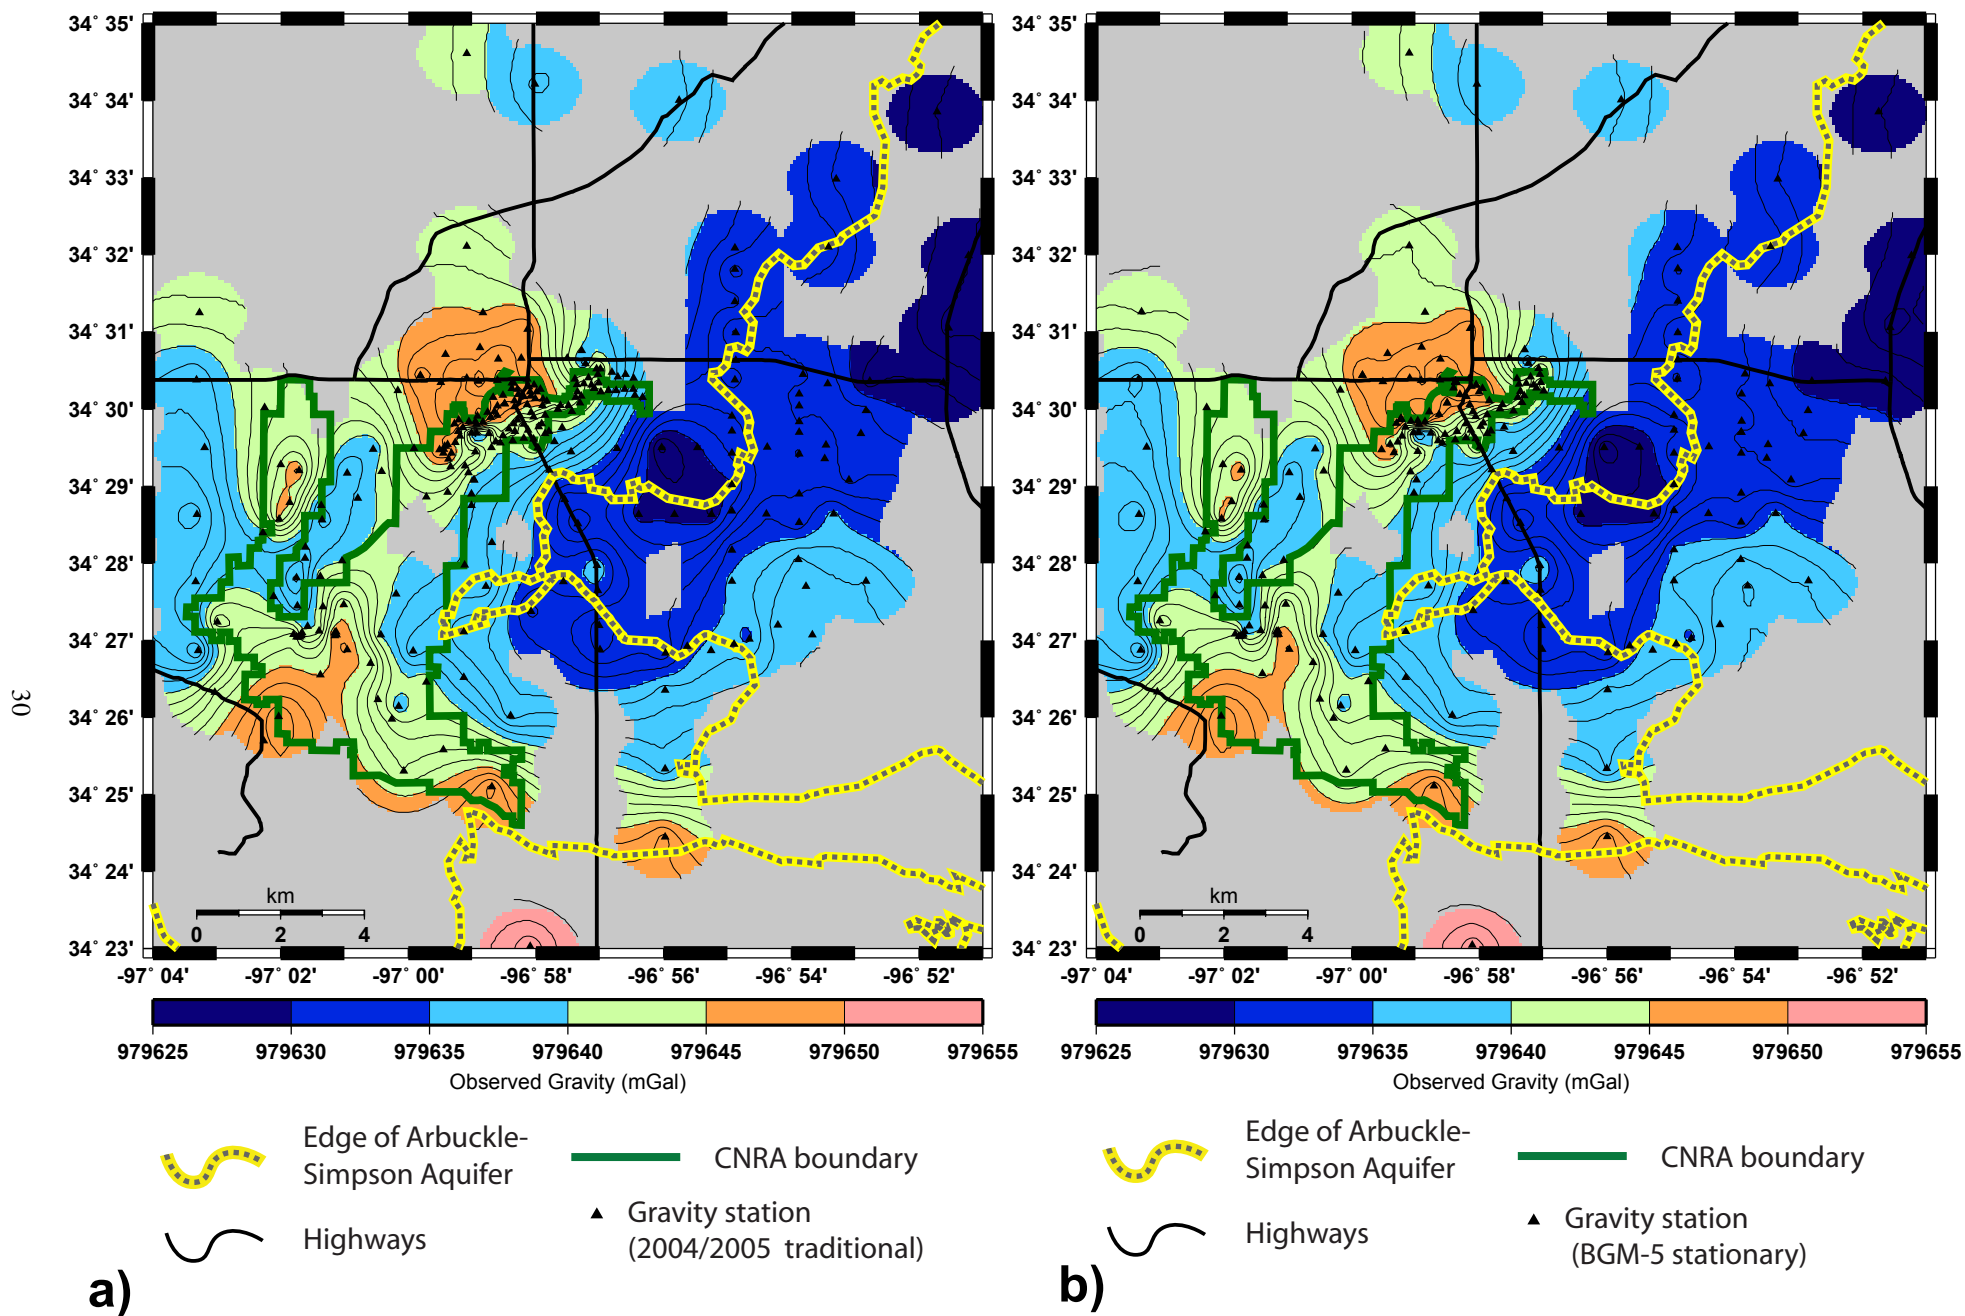 34° 35'
34° 34'
34° 33'
34° 32'
34° 31'
34° 30'
34° 29'
34° 28'
34° 27'
34° 26'
34° 25'
34° 24'
34° 23'
km
0 2 4
-97° 04' -97° 02' -97° 00' -96° 58' -96° 56' -96° 54' -96° 52'
979625 979630 979635 979640 979645 979650 979655
Observed Gravity (mGal)
Edge of Arbuckle-
Simpson Aquifer
CNRA boundary
Highways
Gravity station
(2004/2005 traditional)
a)
34° 35'
34° 34'
34° 33'
34° 32'
34° 31'
34° 30'
34° 29'
34° 28'
34° 27'
34° 26'
34° 25'
34° 24'
34° 23'
km
0 2 4
-97° 04' -97° 02' -97° 00' -96° 58' -96° 56' -96° 54' -96° 52'
979625 979630 979635 979640 979645 979650 979655
Observed Gravity (mGal)
Edge of Arbuckle-
Simpson Aquifer
CNRA boundary
Highways
Gravity station
(BGM-5 stationary)
b)
30